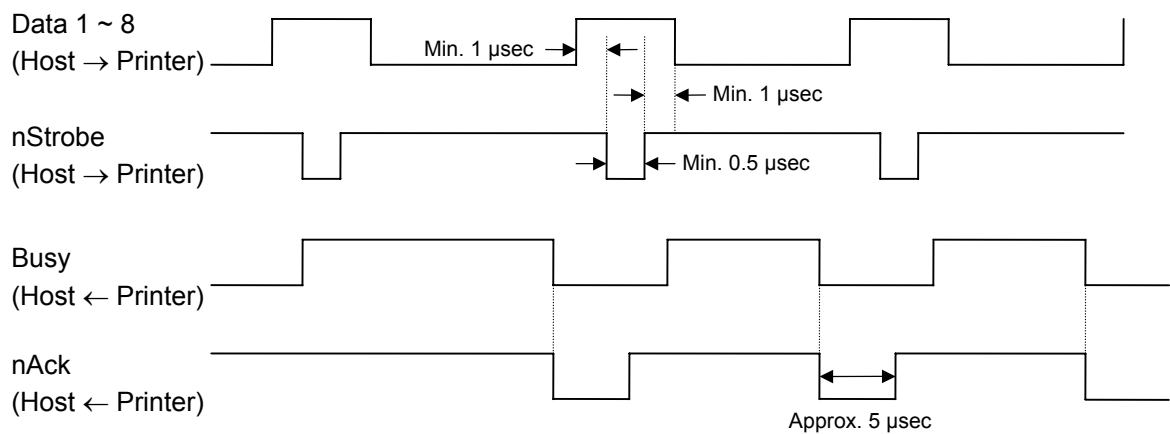 Data 1 ~ 8
(Host → Printer)
Min. 1 µsec
Min. 1 µsec
nStrobe
(Host → Printer)
Min. 0.5 µsec
Busy
(Host ← Printer)
nAck
(Host ← Printer)
Approx. 5 µsec